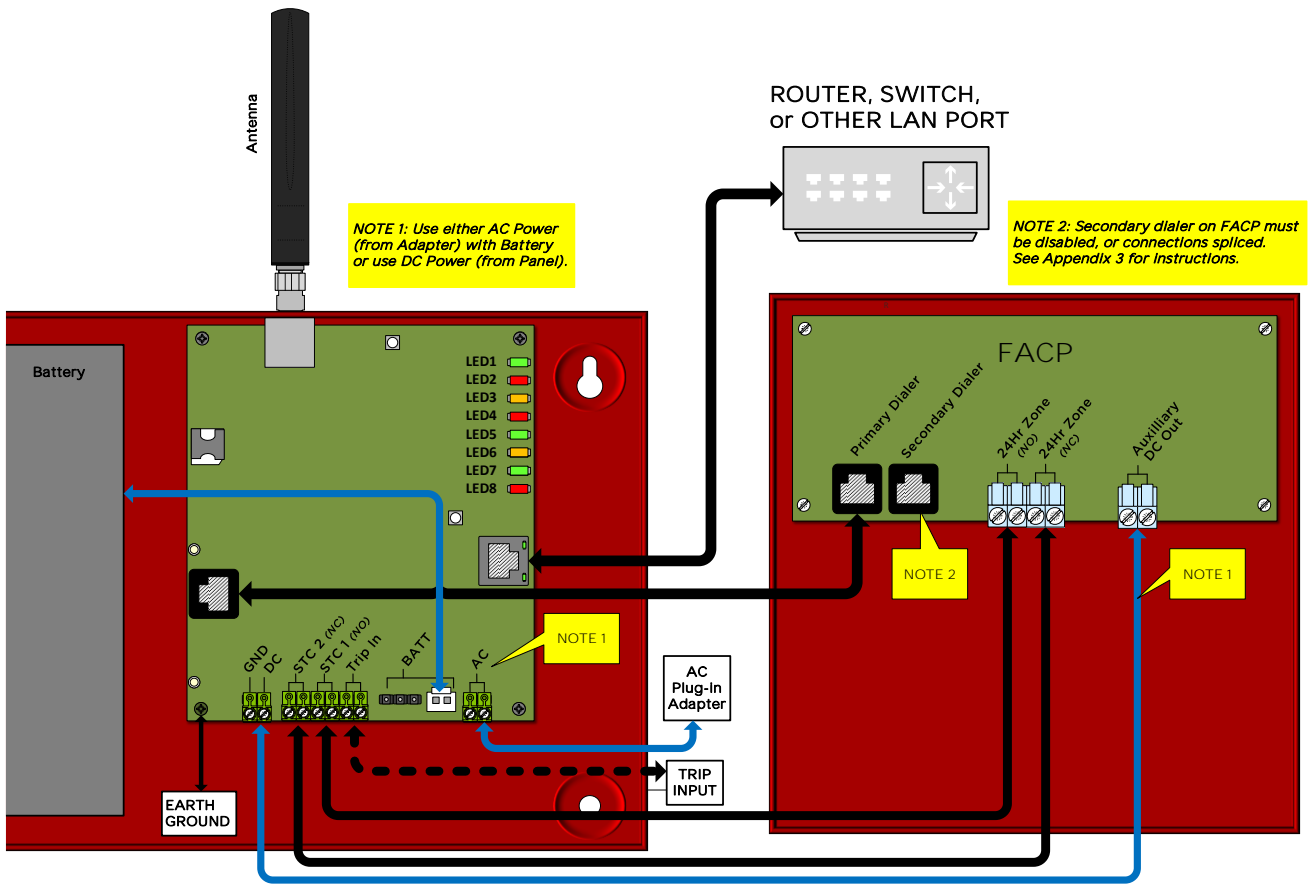 Antenna
ROUTER, SWITCH,
or OTHER LAN PORT
NOTE 1: Use either AC Power
(from Adapter) with Battery
or use DC Power (from Panel).
NOTE 2: Secondary dialer on FACP must
be disabled, or connections spliced.
See Appendix 3 for instructions.
Battery
LED1
LED2
LED3
LED4
LED5
LED6
LED7
LED8
FACP
Primary Dialer
Secondary Dialer
24Hr Zone
(NO)
24Hr Zone
(NC)
Auxilliary
DC Out
NOTE 2
NOTE 1
NOTE 1
GND
DC
STC 2 (NC)
STC 1 (NO)
Trip In
BATT
AC
AC
Plug-In
Adapter
TRIP
INPUT
EARTH
GROUND